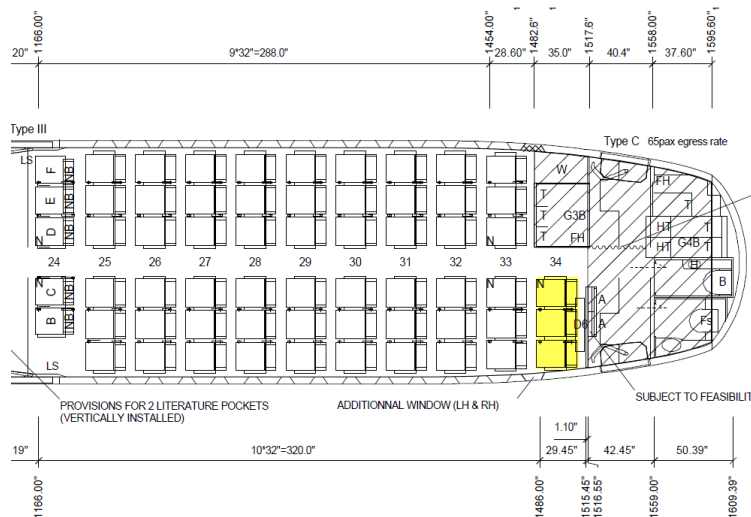 1166.00"
1454.00"
1
1482.6"
1517.6"
1
1558.00"
1595.60"
1
20"
9*32"=288.0"
28.60"
35.0"
40.4"
37.60"
Type III
Type C 65pax egress rate
LS
F NB
E NB
D NB
N
W
T
T
T
G3B
FH
FH
T
HT T
HT G4B T
H
B
Fs
24 25 26 27 28 29 30 31 32 33 34
N
N
N
N
C NB
B NB
A
A
D6
LS
PROVISIONS FOR 2 LITERATURE POCKETS
(VERTICALLY INSTALLED)
ADDITIONNAL WINDOW (LH & RH)
SUBJECT TO FEASIBILIT
1.10"
19"
10*32"=320.0"
29.45"
42.45"
50.39"
1166.00"
1486.00"
1515.45"
1516.55"
1559.00"
1609.39"